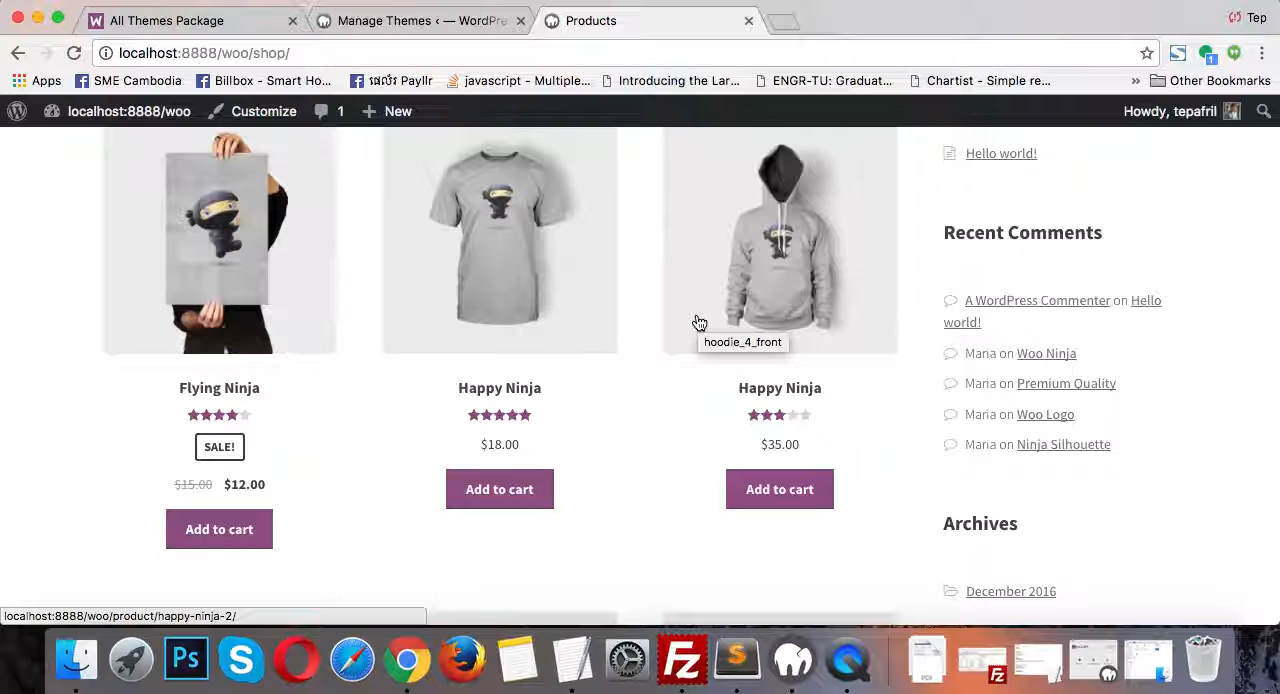 All Themes Package
Manage Themes ‹ — WordPre
Products
Tep
localhost:8888/woo/shop/
Apps
SME Cambodia
Billbox - Smart Ho...
javascript - Multiple...
Introducing the Lar...
ENGR-TU: Graduat...
Chartist - Simple re...
»
Other Bookmarks
localhost:8888/woo
Customize
1
New
Howdy, tepafril
Hello world!
Recent Comments
A WordPress Commenter on Hello
world!
Maria on Woo Ninja
Maria on Premium Quality
Maria on Woo Logo
Maria on Ninja Silhouette
Archives
December 2016
hoodie_4_front
Flying Ninja
SALE!
$15.00 $12.00
Add to cart
Happy Ninja
$18.00
Add to cart
Happy Ninja
$35.00
Add to cart
localhost:8888/woo/product/happy-ninja-2/
Ps
S
Fz
S